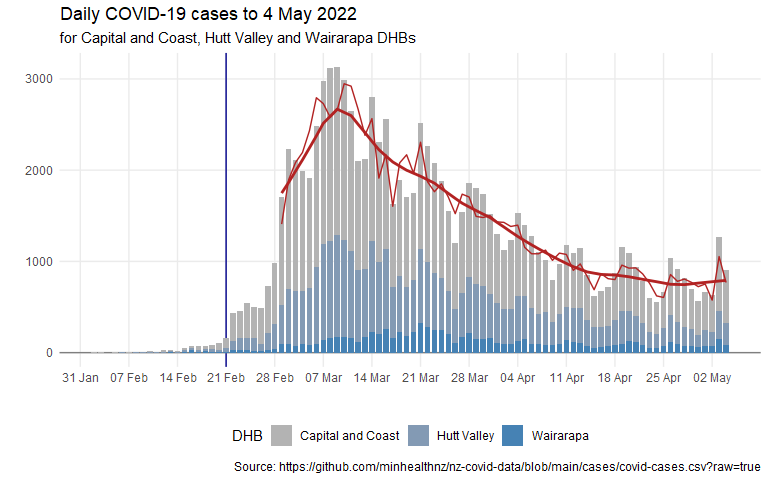 Daily COVID-19 cases to 4 May 2022
for Capital and Coast, Hutt Valley and Wairarapa DHBs
3000
2000
1000
0
31 Jan 07 Feb 14 Feb 21 Feb 28 Feb 07 Mar 14 Mar 21 Mar 28 Mar 04 Apr 11 Apr 18 Apr 25 Apr 02 May
DHB Capital and Coast Hutt Valley Wairarapa
Source: https://github.com/minhealthnz/nz-covid-data/blob/main/cases/covid-cases.csv?raw=true